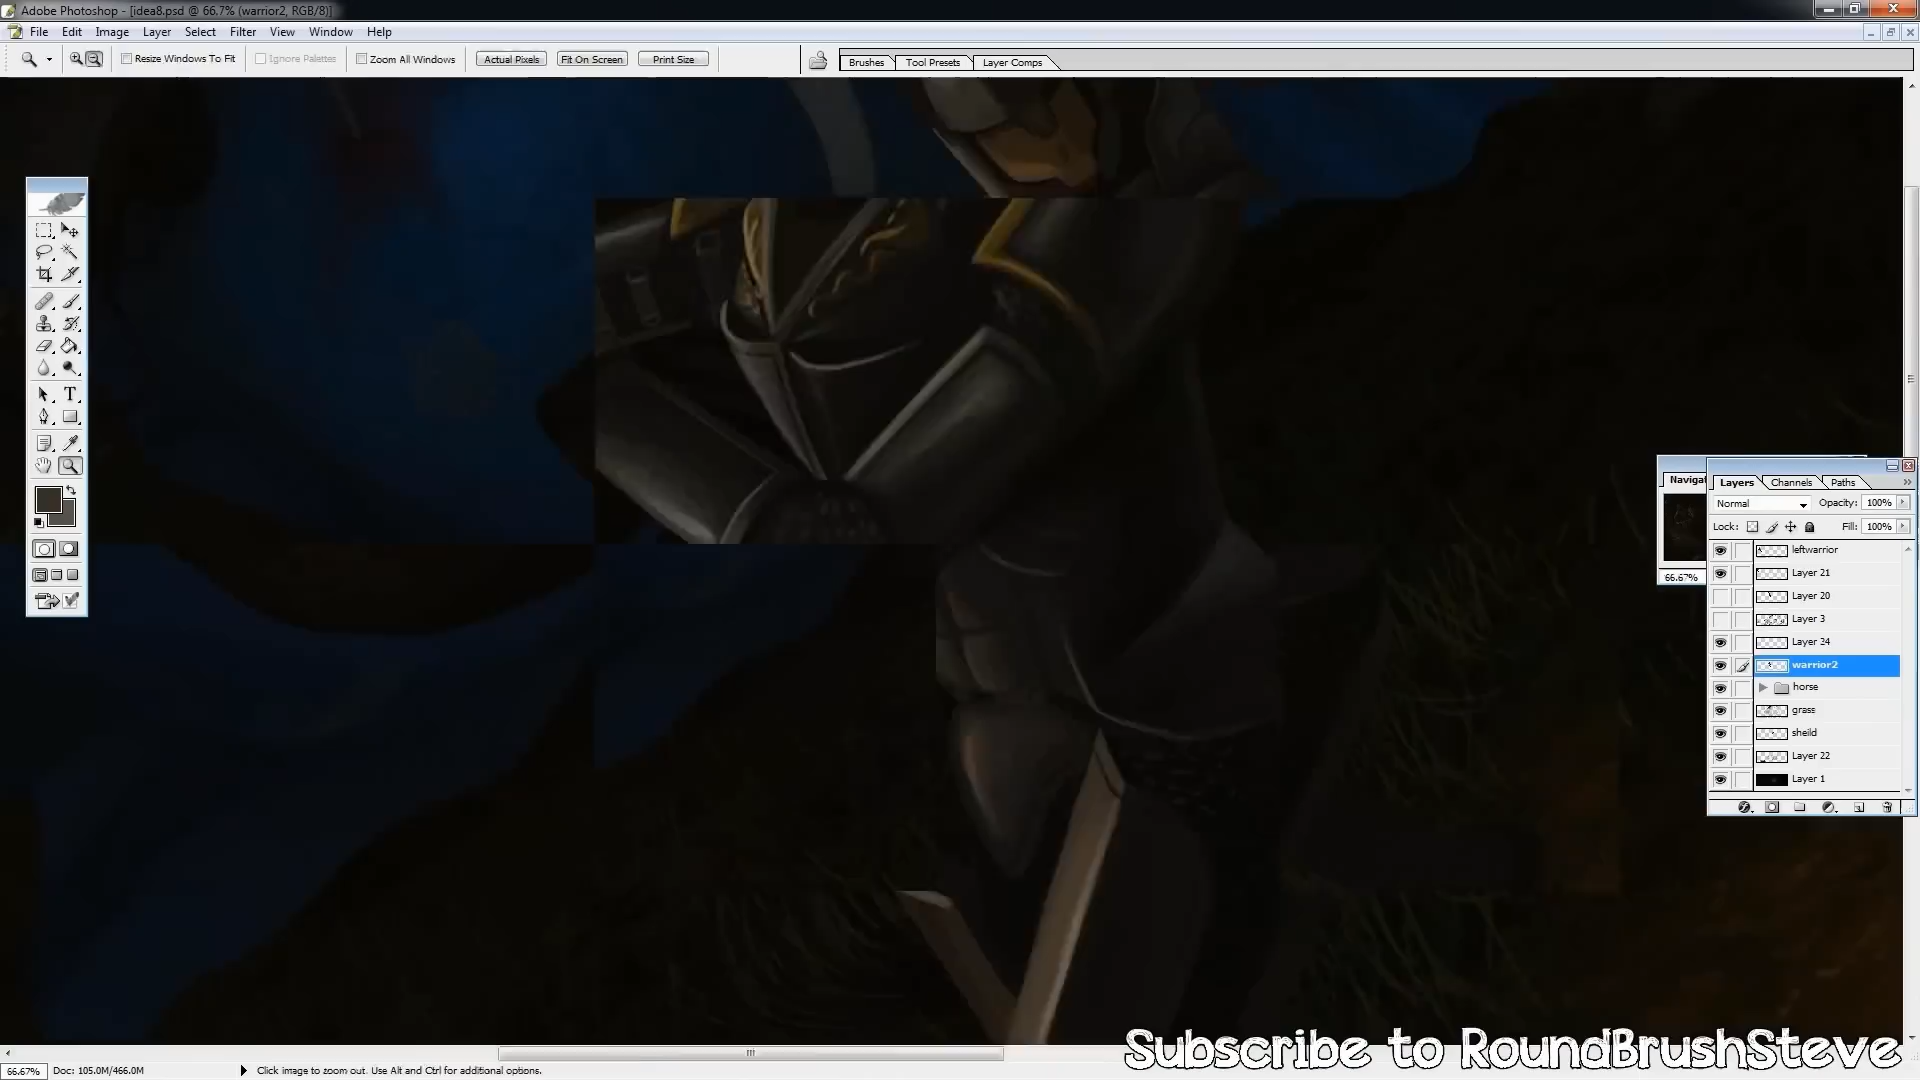 Adobe Photoshop - [idea8.psd @ 66.7% (warrior2, RGB/8)]
File Edit Image Layer Select Filter View Window Help
Resize Windows To Fit Ignore Palettes Zoom All Windows Actual Pixels Fit On Screen Print Size Brushes Tool Presets Layer Comps
Navigat
66.67%
Layers Channels Paths
Normal Opacity: 100%
Lock: Fill: 100%
leftwarrior
Layer 21
Layer 20
Layer 3
Layer 24
warrior2
horse
grass
sheild
Layer 22
Layer 1
Subscribe to RoundBrushSteve
66.67% Doc: 105.0M/466.0M Click image to zoom out. Use Alt and Ctrl for additional options.